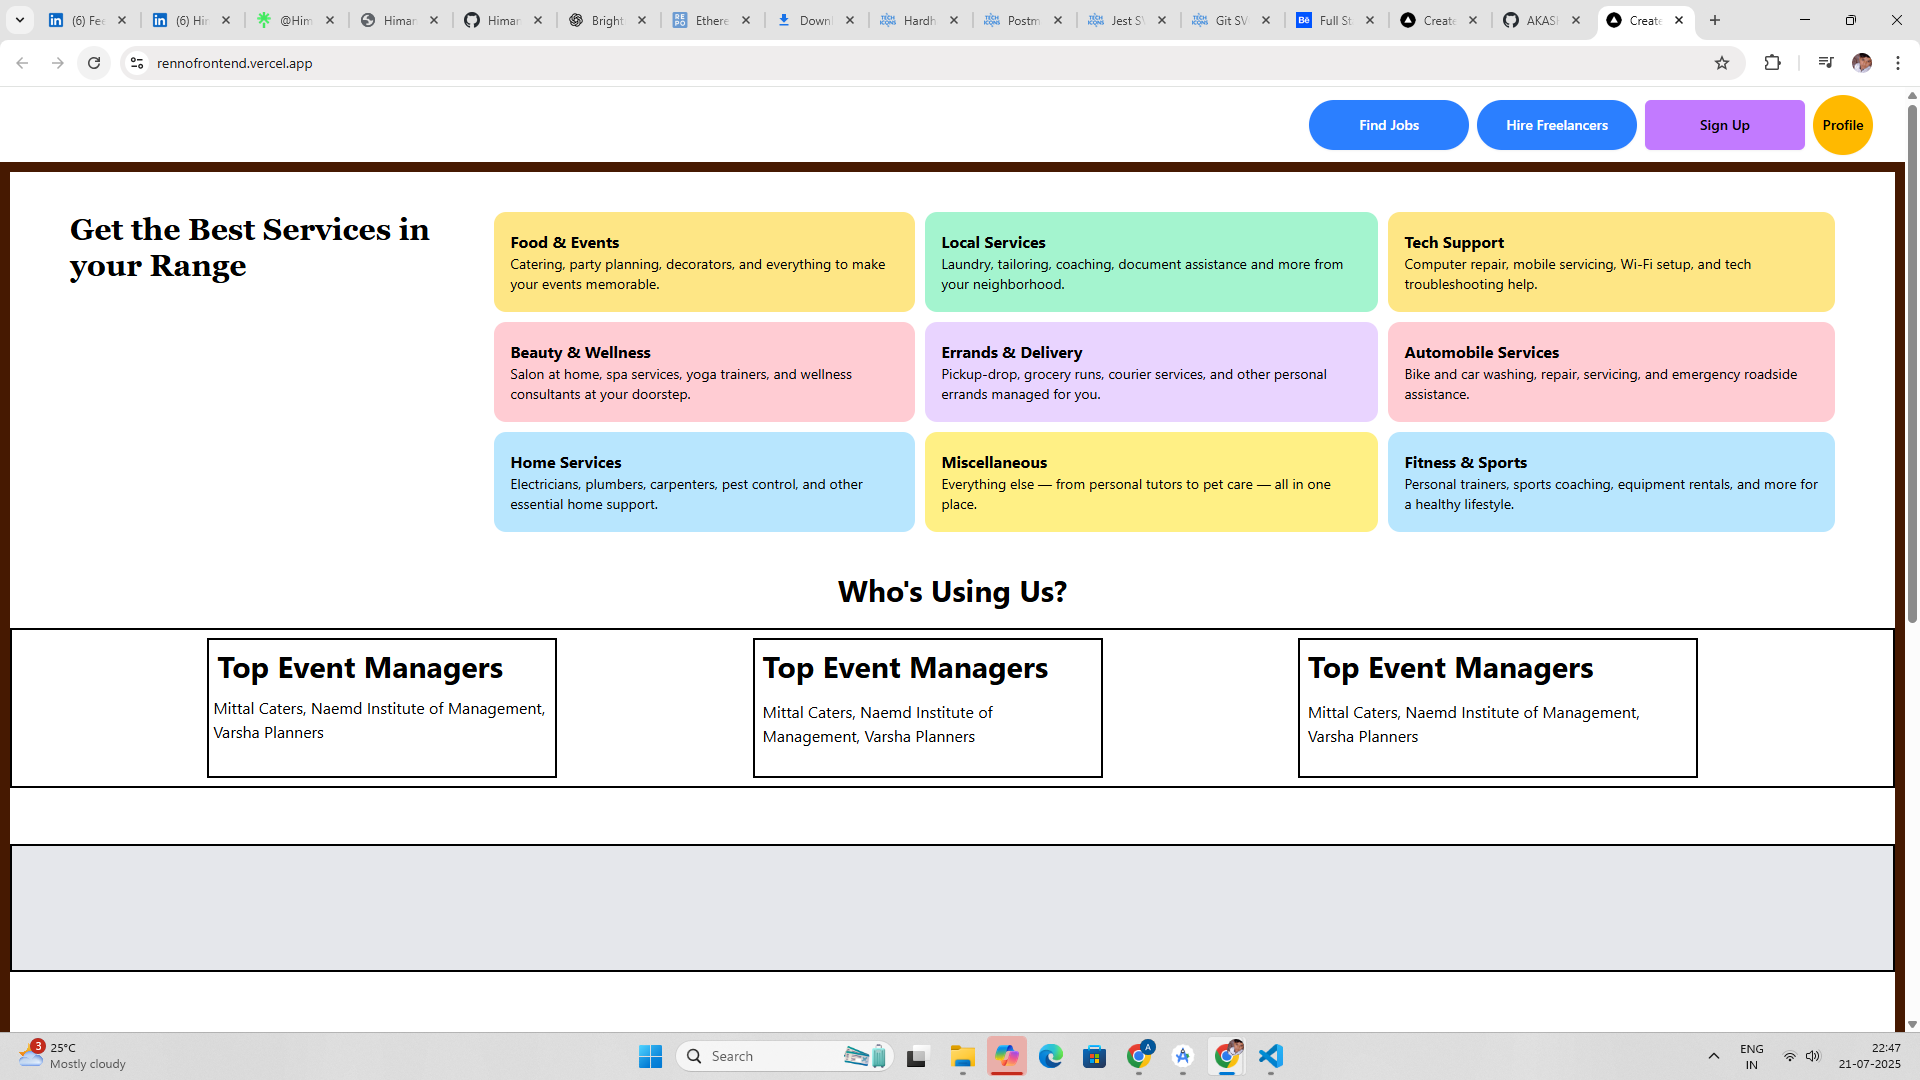 (6) Fee
(6) Hir
@Him
Himan
Himan
Bright
Ethere
Downl
Hardh
Postm
Jest SV
Git SV
Full St
Create
AKASH
Create
rennofrontend.vercel.app
Find Jobs
Hire Freelancers
Sign Up
Profile
Get the Best Services in
your Range
Food & Events
Catering, party planning, decorators, and everything to make
your events memorable.
Local Services
Laundry, tailoring, coaching, document assistance and more from
your neighborhood.
Tech Support
Computer repair, mobile servicing, Wi-Fi setup, and tech
troubleshooting help.
Beauty & Wellness
Salon at home, spa services, yoga trainers, and wellness
consultants at your doorstep.
Errands & Delivery
Pickup-drop, grocery runs, courier services, and other personal
errands managed for you.
Automobile Services
Bike and car washing, repair, servicing, and emergency roadside
assistance.
Home Services
Electricians, plumbers, carpenters, pest control, and other
essential home support.
Miscellaneous
Everything else — from personal tutors to pet care — all in one
place.
Fitness & Sports
Personal trainers, sports coaching, equipment rentals, and more for
a healthy lifestyle.
Who's Using Us?
Top Event Managers
Mittal Caters, Naemd Institute of Management,
Varsha Planners
Top Event Managers
Mittal Caters, Naemd Institute of
Management, Varsha Planners
Top Event Managers
Mittal Caters, Naemd Institute of Management,
Varsha Planners
3
25°C
Mostly cloudy
Search
A
ENG
IN
22:47
21-07-2025